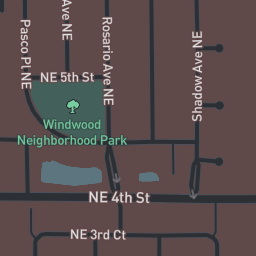 Pasco Pl NE
Ave NE
Rosario Ave NE
Shadow Ave NE
NE 5th St
Windwood
Neighborhood Park
NE 4th St
NE 3rd Ct